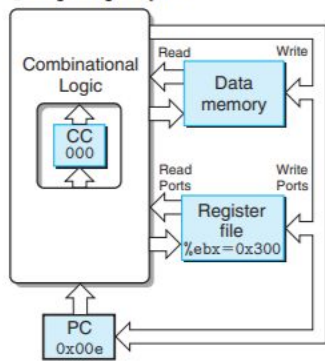 Combinational
Logic
CC
000
Read
Write
Data
memory
Read
Ports
Write
Ports
Register
file
%ebx=0x300
PC
0x00e